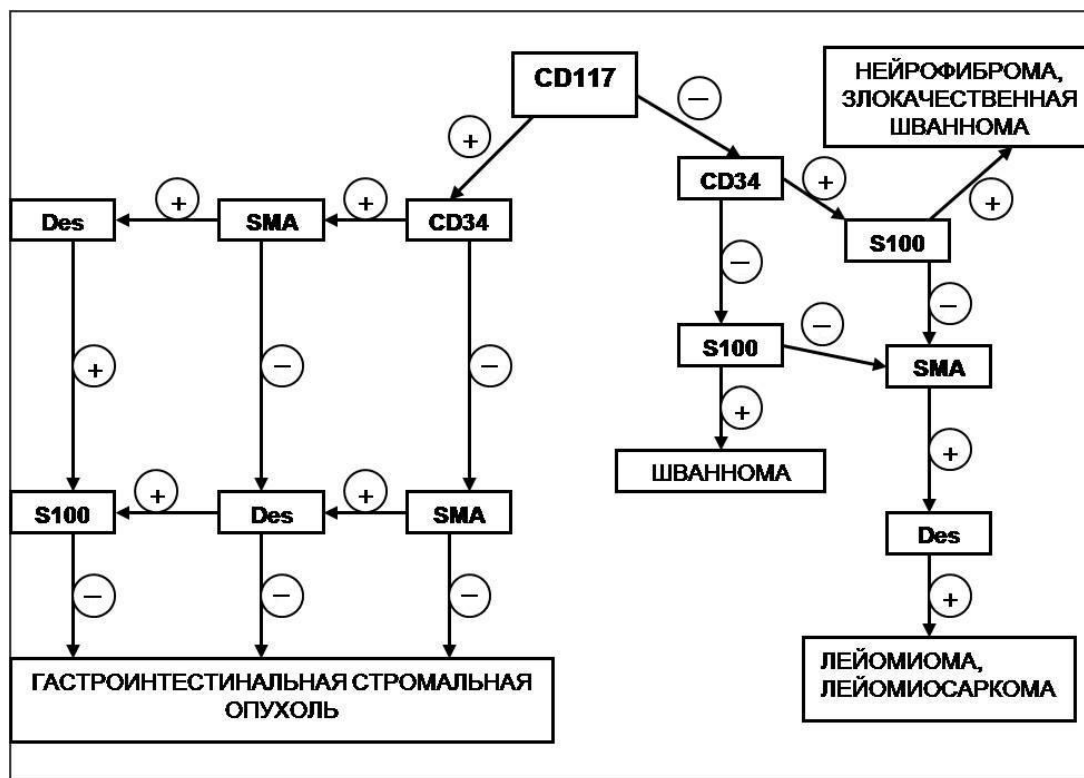 CD117
НЕЙРОФИБРОМА,
ЗЛОКАЧЕСТВЕННАЯ
ШВАННОМА
–
+
CD34
+
+
Des
+
SMA
+
CD34
S100
–
–
S100
–
SMA
+
–
–
+
+
ШВАННОМА
S100
+
Des
+
SMA
Des
–
–
–
+
ГАСТРОИНТЕСТИНАЛЬНАЯ СТРОМАЛЬНАЯ
ОПУХОЛЬ
ЛЕЙОМИОМА,
ЛЕЙОМИОСАРКОМА